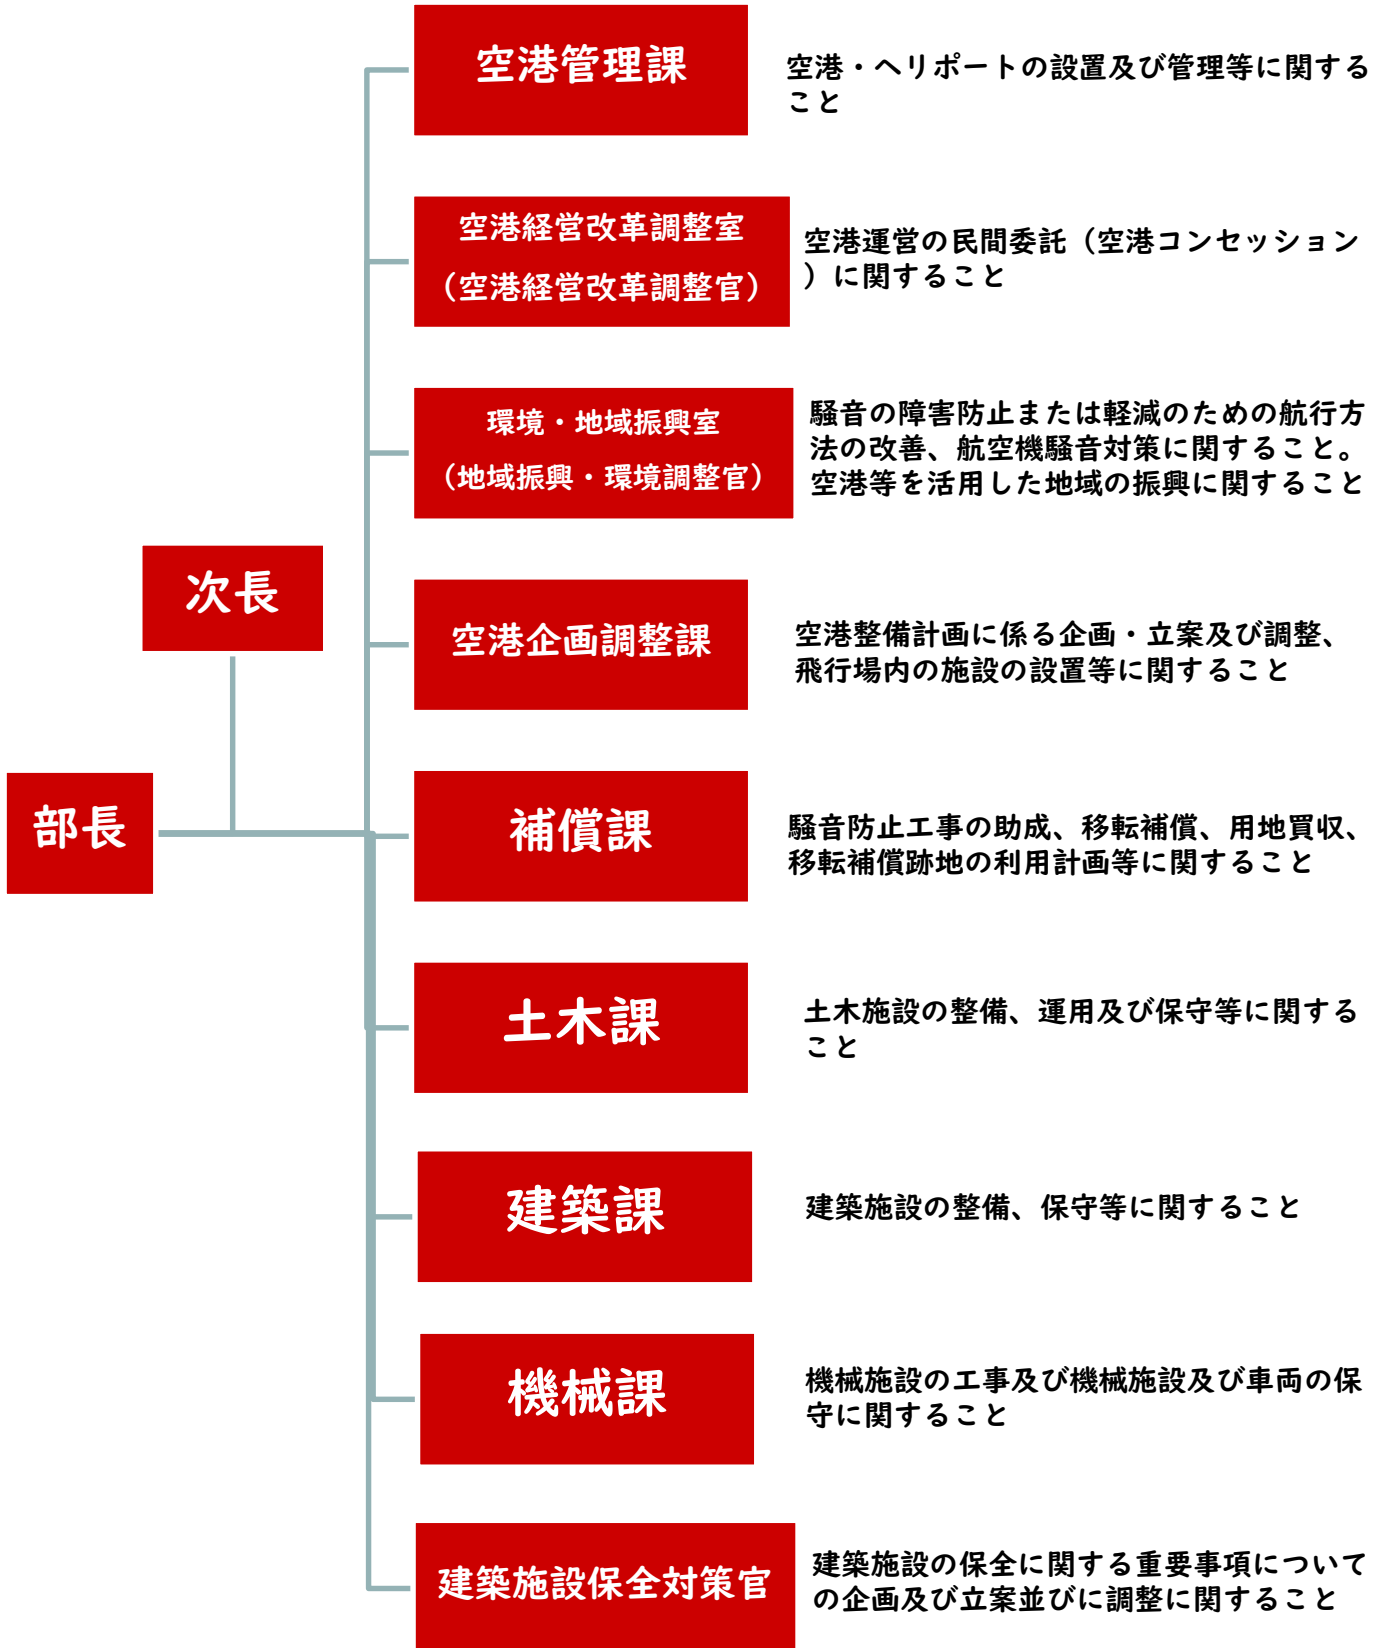 空港管理課
空港・ヘリポートの設置及び管理等に関する
こと
空港経営改革調整室
（空港経営改革調整官）
空港運営の民間委託（空港コンセッション
）に関すること
環境・地域振興室
（地域振興・環境調整官）
騒音の障害防止または軽減のための航行方
法の改善、航空機騒音対策に関すること。
空港等を活用した地域の振興に関すること
次長
空港企画調整課
空港整備計画に係る企画・立案及び調整、
飛行場内の施設の設置等に関すること
部長
補償課
騒音防止工事の助成、移転補償、用地買収、
移転補償跡地の利用計画等に関すること
土木課
土木施設の整備、運用及び保守等に関する
こと
建築課
建築施設の整備、保守等に関すること
機械課
機械施設の工事及び機械施設及び車両の保
守に関すること
建築施設保全対策官
建築施設の保全に関する重要事項について
の企画及び立案並びに調整に関すること